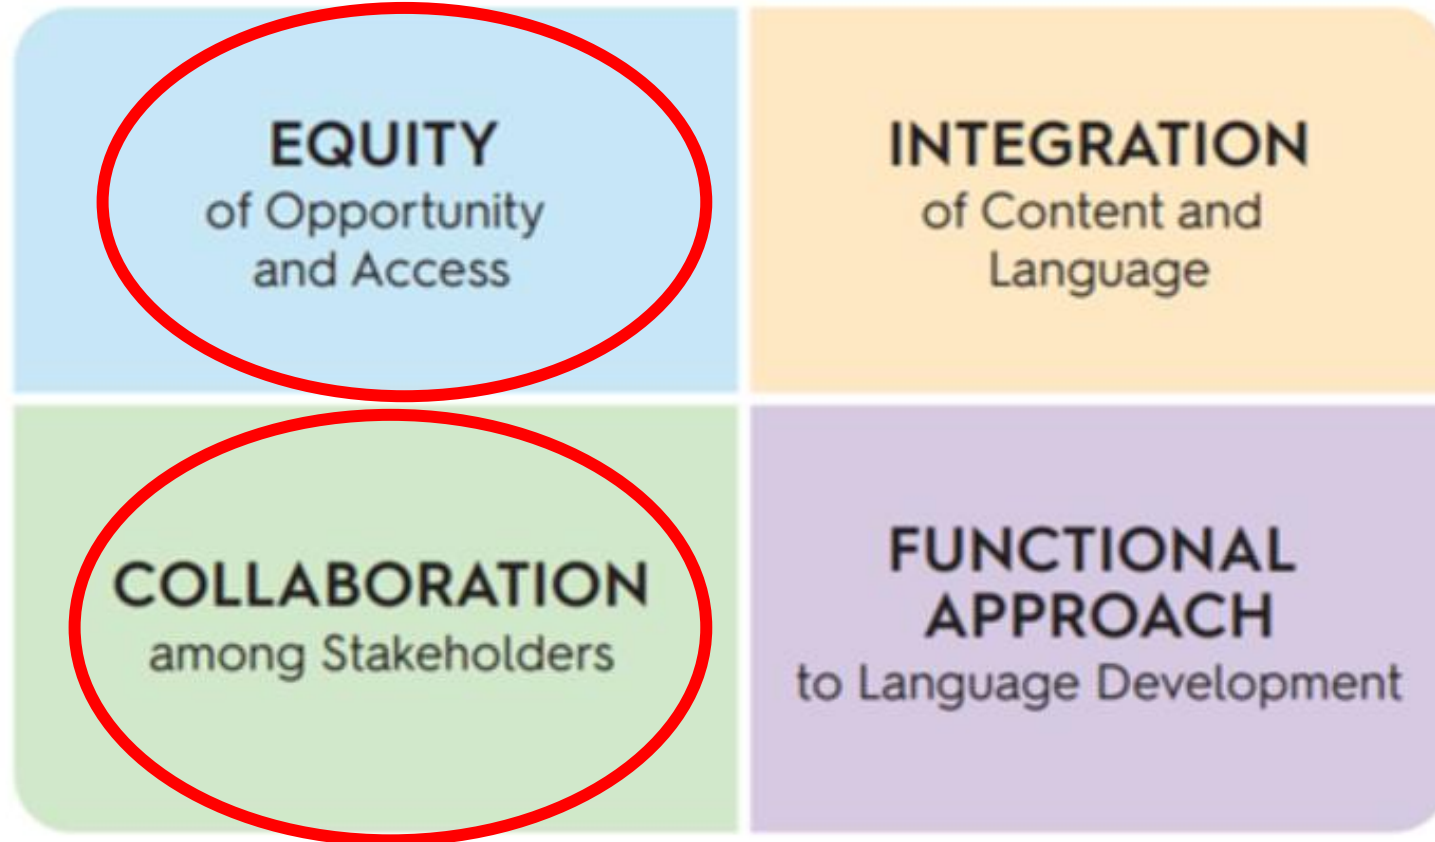 EQUITY
of Opportunity
and Access
INTEGRATION
of Content and
Language
COLLABORATION
among Stakeholders
FUNCTIONAL
APPROACH
to Language Development